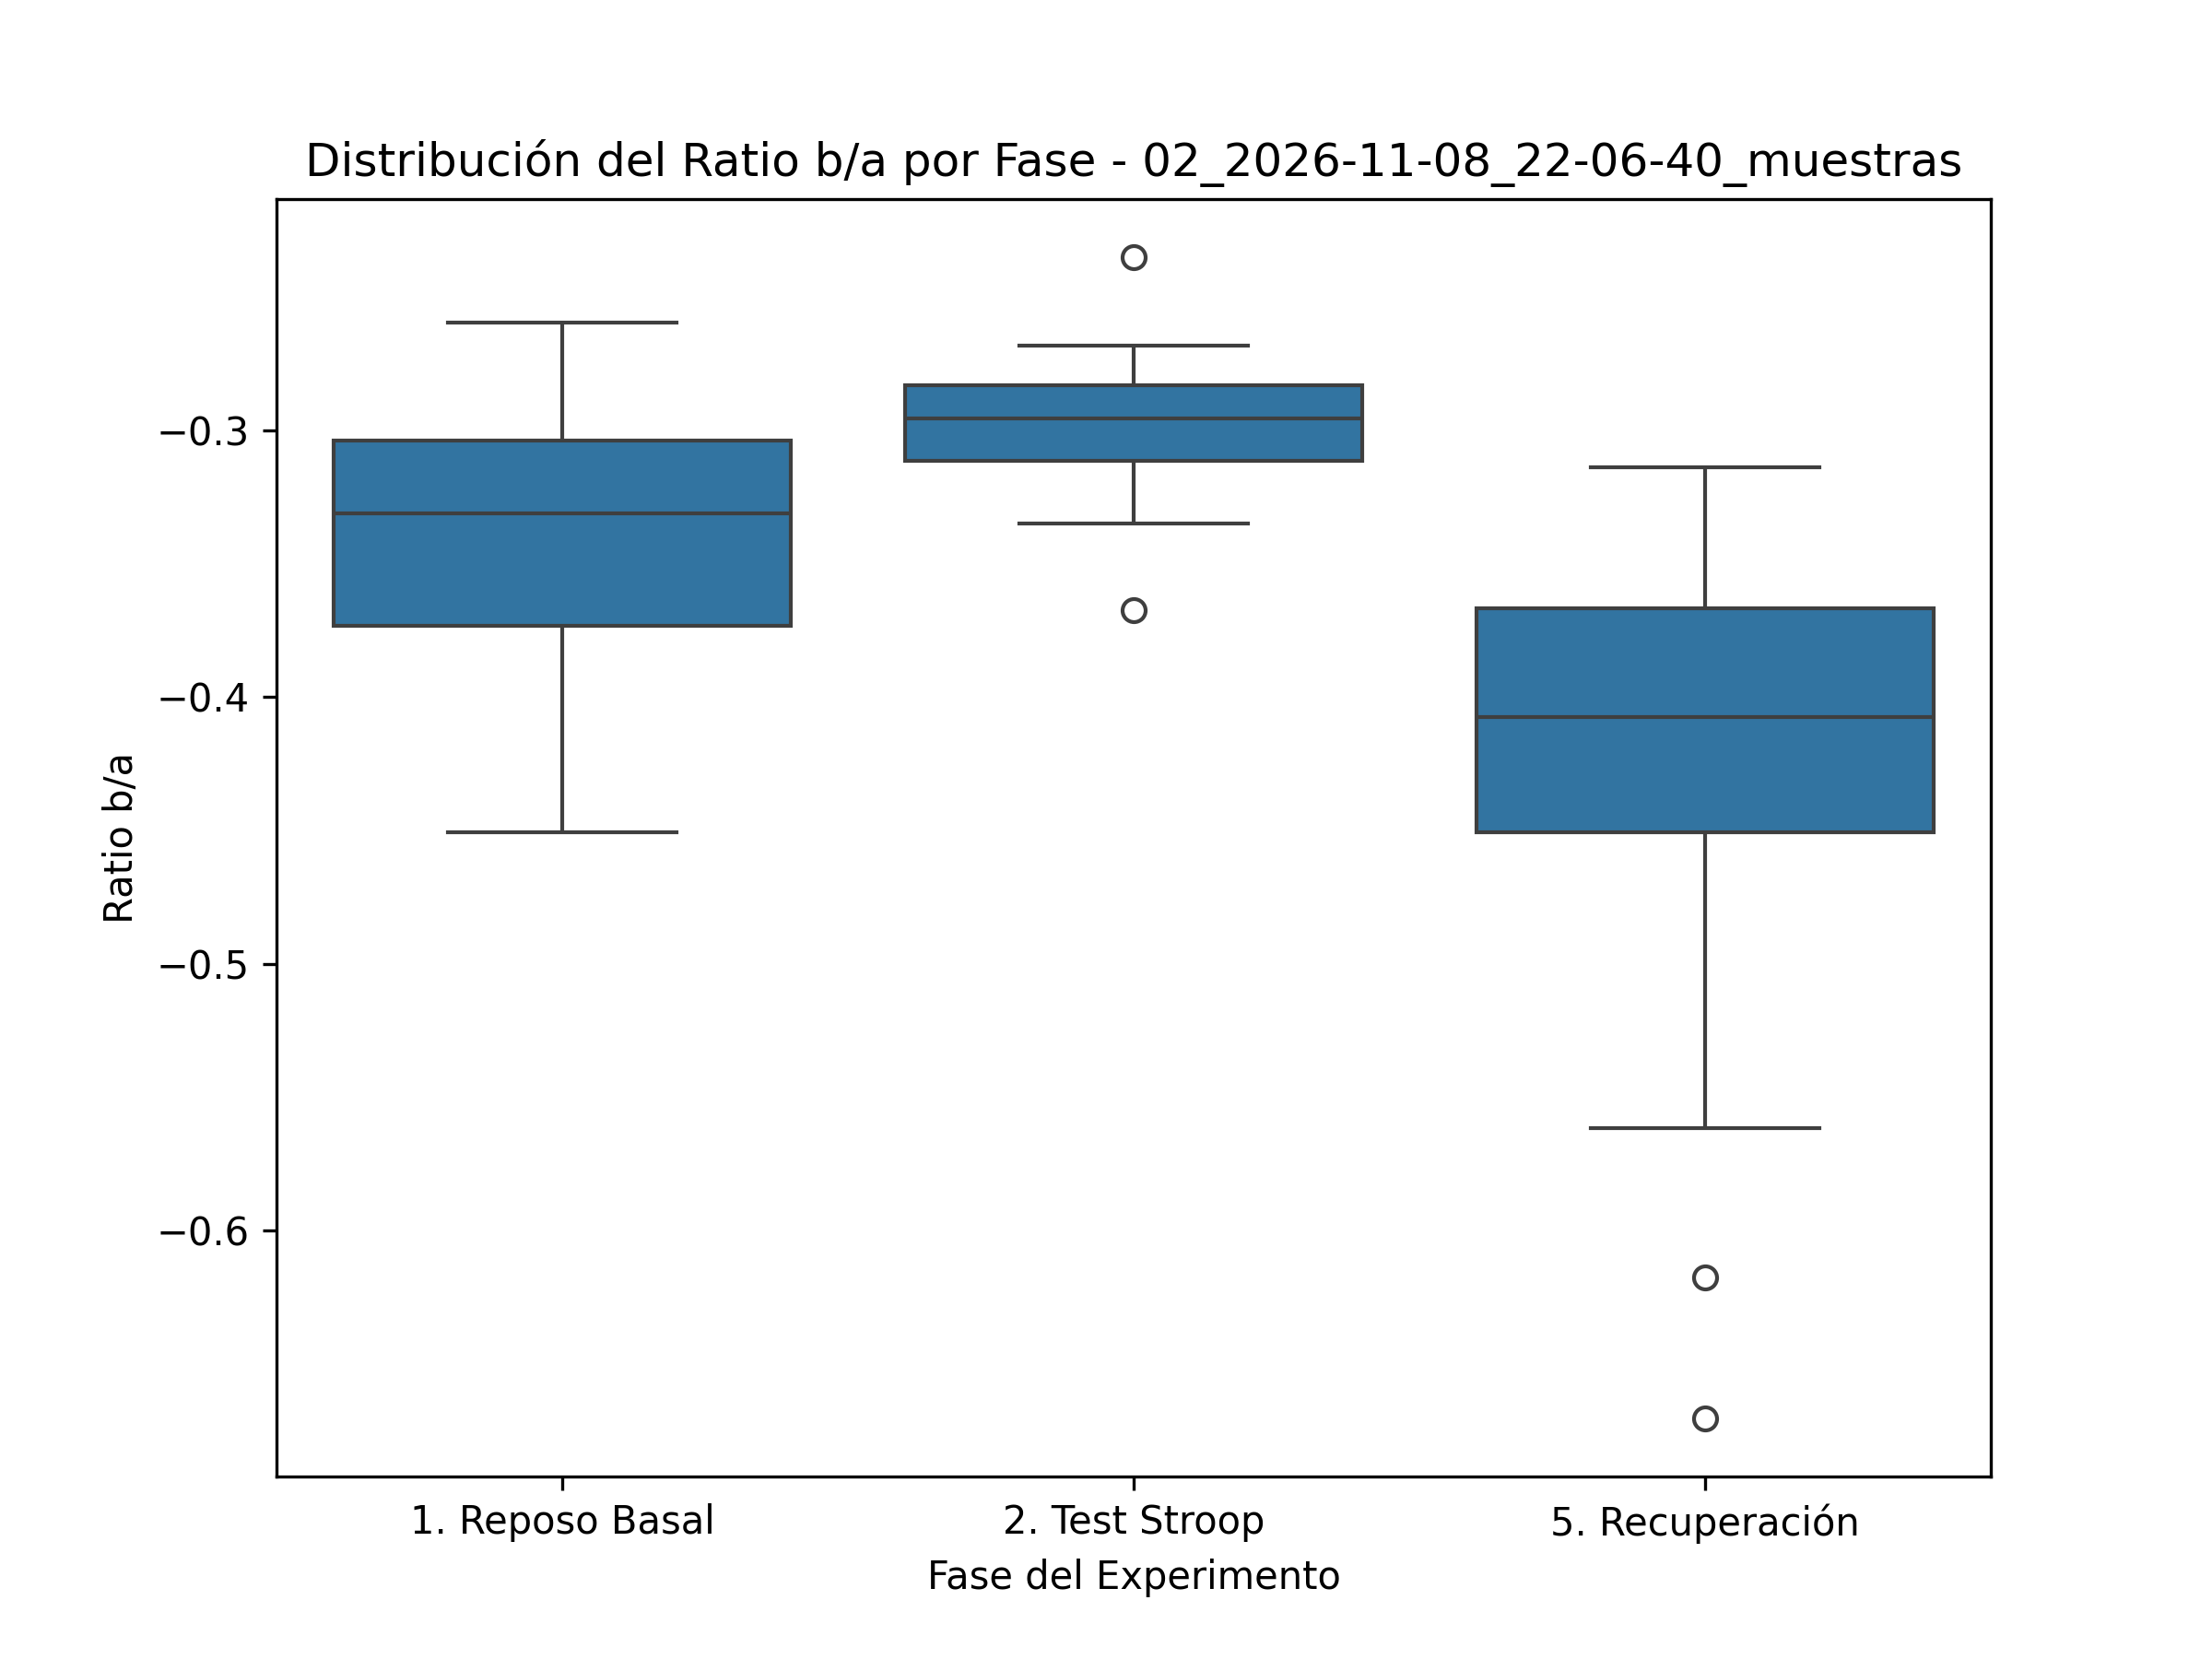 Distribución del Ratio b/a por Fase - 02_2026-11-08_22-06-40_muestras
Ratio b/a
−0.3
−0.4
−0.5
−0.6
1. Reposo Basal
2. Test Stroop
5. Recuperación
Fase del Experimento